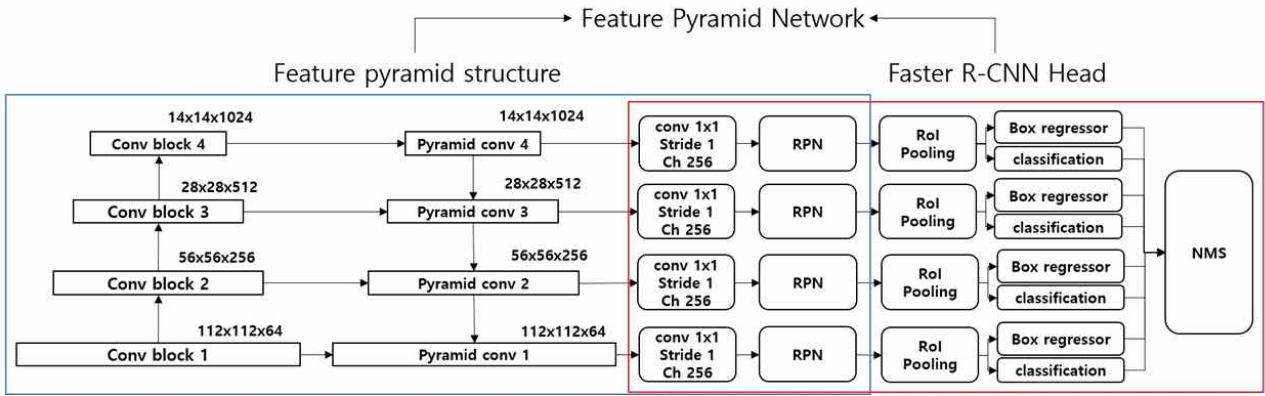 Feature Pyramid Network
Feature pyramid structure
Faster R-CNN Head
14x14x1024
14x14x1024
Conv block 4
Pyramid conv 4
conv 1x1
Stride 1
Ch 256
RPN
RoI
Pooling
Box regressor
classification
28x28x512
28x28x512
Conv block 3
Pyramid conv 3
conv 1x1
Stride 1
Ch 256
RPN
RoI
Pooling
Box regressor
classification
56x56x256
56x56x256
Conv block 2
Pyramid conv 2
conv 1x1
Stride 1
Ch 256
RPN
RoI
Pooling
Box regressor
classification
112x112x64
112x112x64
Conv block 1
Pyramid conv 1
conv 1x1
Stride 1
Ch 256
RPN
RoI
Pooling
Box regressor
classification
NMS